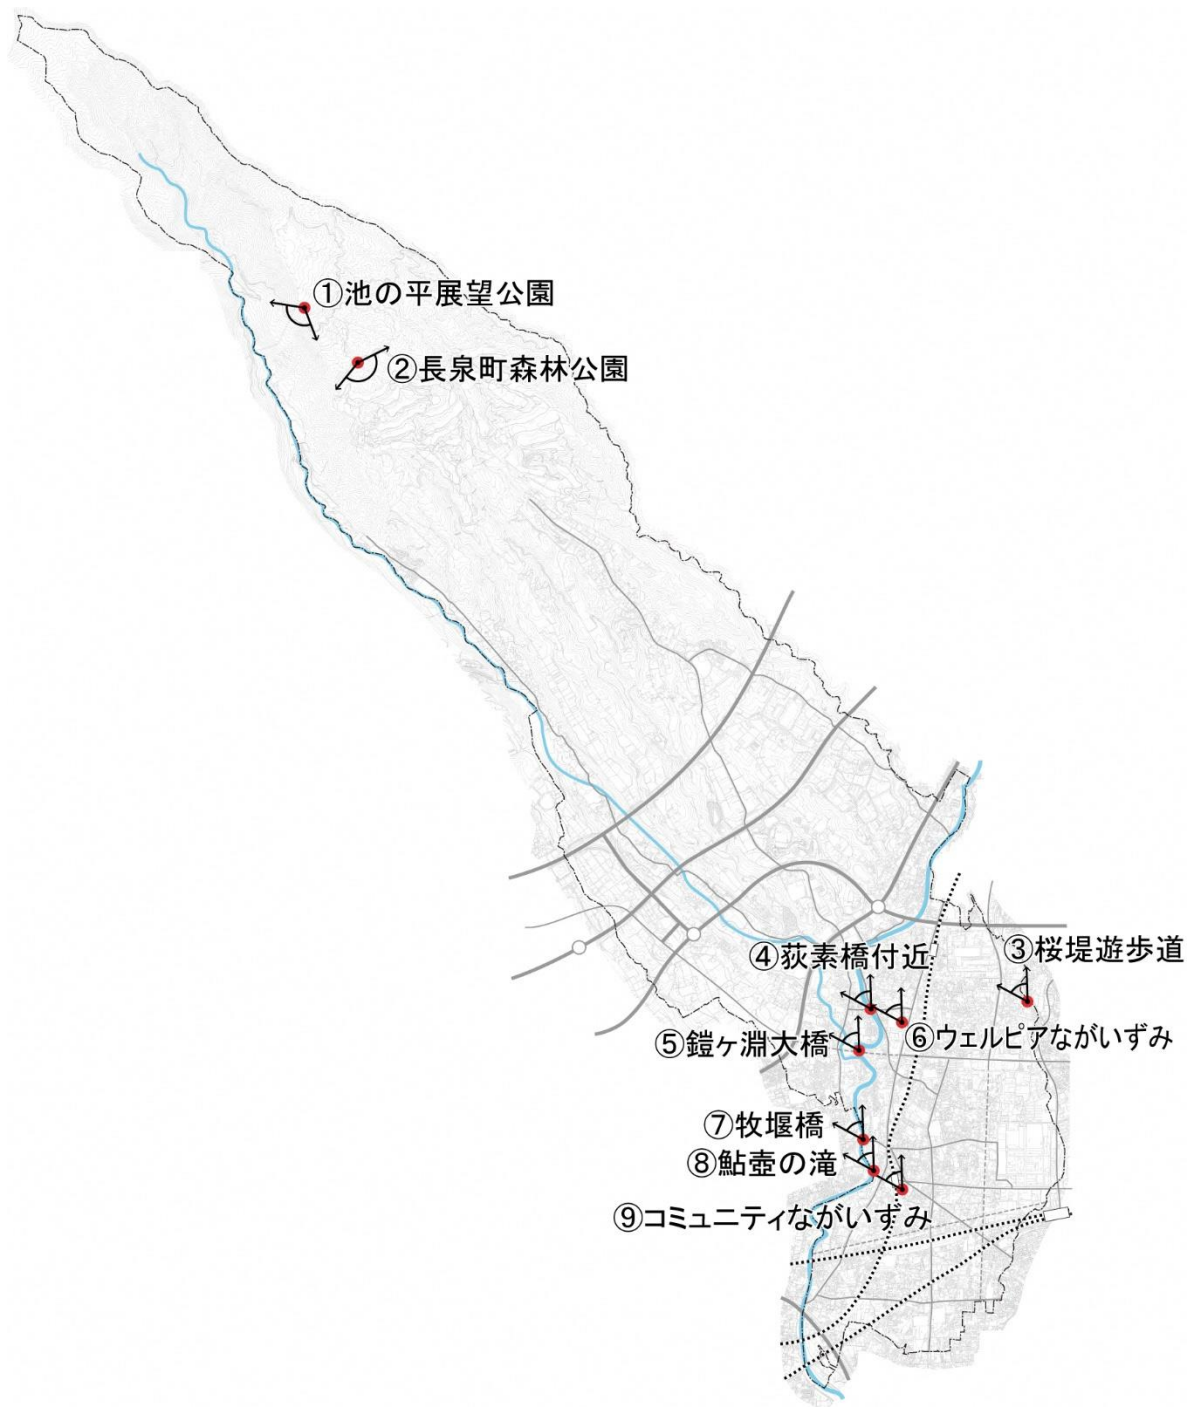 ①池の平展望公園
②長泉町森林公園
③桜堤遊歩道
④荻素橋付近
⑤鎧ヶ淵大橋
⑥ウェルピアながいずみ
⑦牧堰橋
⑧鮎壺の滝
⑨コミュニティながいずみ